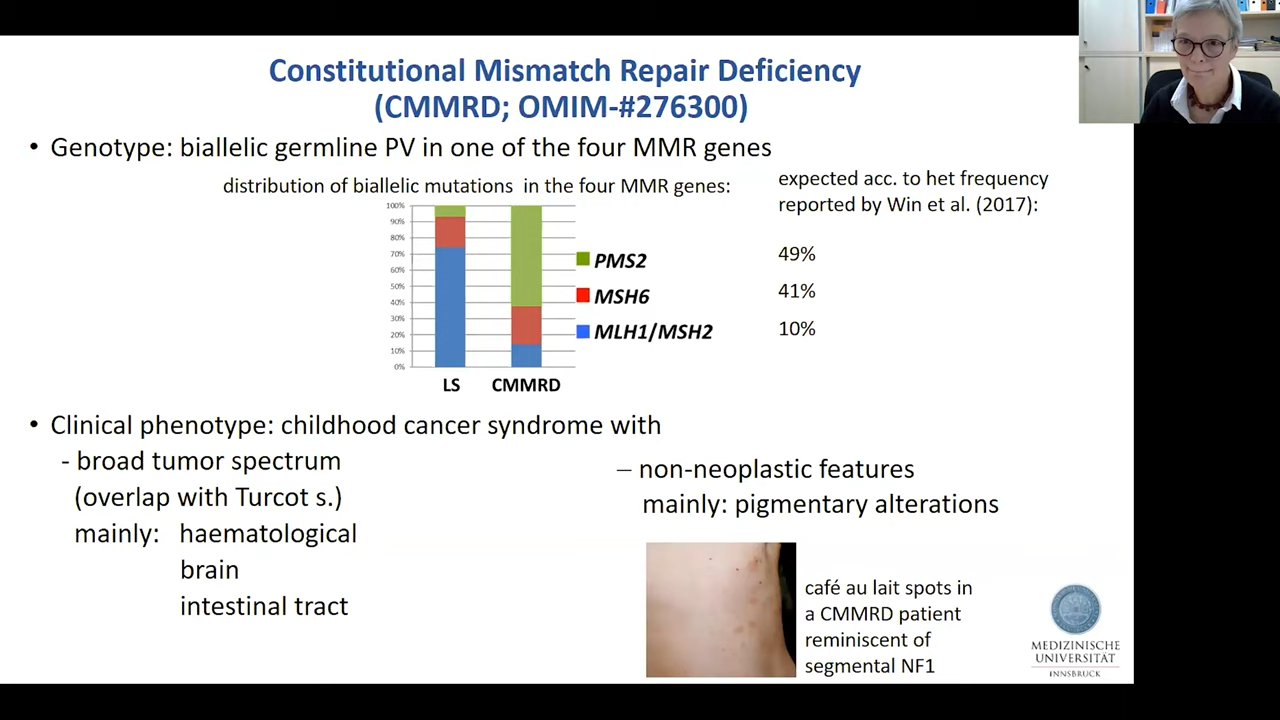 Constitutional Mismatch Repair Deficiency
(CMMRD; OMIM-#276300)
• Genotype: biallelic germline PV in one of the four MMR genes
distribution of biallelic mutations in the four MMR genes:
expected acc. to het frequency
reported by Win et al. (2017):
100%
90%
80%
70%
60%
50%
40%
30%
20%
10%
0%
LS
CMMRD
PMS2
49%
MSH6
41%
MLH1/MSH2
10%
• Clinical phenotype: childhood cancer syndrome with
- broad tumor spectrum
(overlap with Turcot s.)
mainly: haematological
brain
intestinal tract
– non-neoplastic features
mainly: pigmentary alterations
café au lait spots in
a CMMRD patient
reminiscent of
segmental NF1
MEDIZINISCHE
UNIVERSITÄT
INNSBRUCK